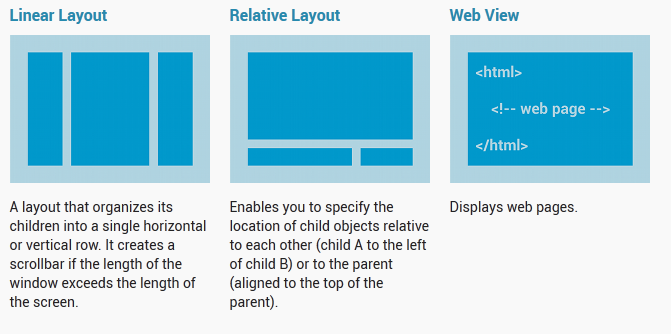 Linear Layout
A layout that organizes its
children into a single horizontal
or vertical row. It creates a
scrollbar if the length of the
window exceeds the length of
the screen.
Relative Layout
Enables you to specify the
location of child objects relative
to each other (child A to the left
of child B) or to the parent
(aligned to the top of the
parent).
Web View
<html>
<!-- web page -->
</html>
Displays web pages.